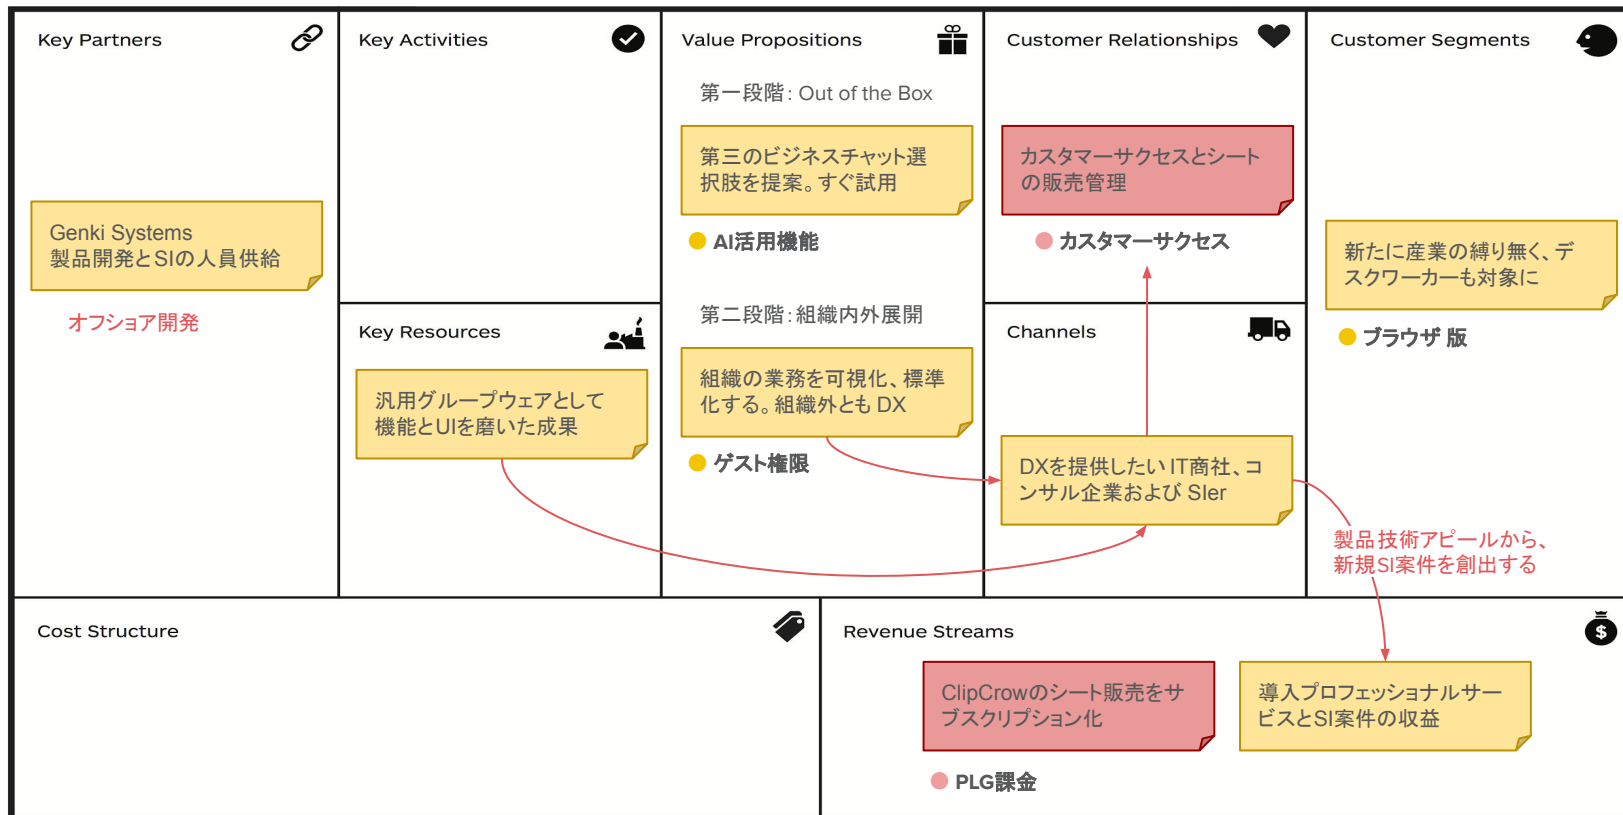 Key Partners
Genki Systems
製品開発とSIの人員供給
オフショア開発
Key Activities
Key Resources
汎用グループウェアとして
機能とUIを磨いた成果
Value Propositions
第一段階: Out of the Box
第三のビジネスチャット選
択肢を提案。すぐ試用
AI活用機能
第二段階：組織内外展開
組織の業務を可視化、標準
化する。組織外とも DX
ゲスト権限
Customer Relationships
カスタマーサクセスとシート
の販売管理
カスタマーサクセス
Channels
DXを提供したい IT商社、コ
ンサル企業および SIer
Customer Segments
新たに産業の縛り無く、デ
スクワーカーも対象に
ブラウザ 版
製品技術アピールから、
新規SI案件を創出する
Cost Structure
Revenue Streams
ClipCrowのシート販売をサ
ブスクリプション化
PLG課金
導入プロフェッショナルサー
ビスとSI案件の収益
$